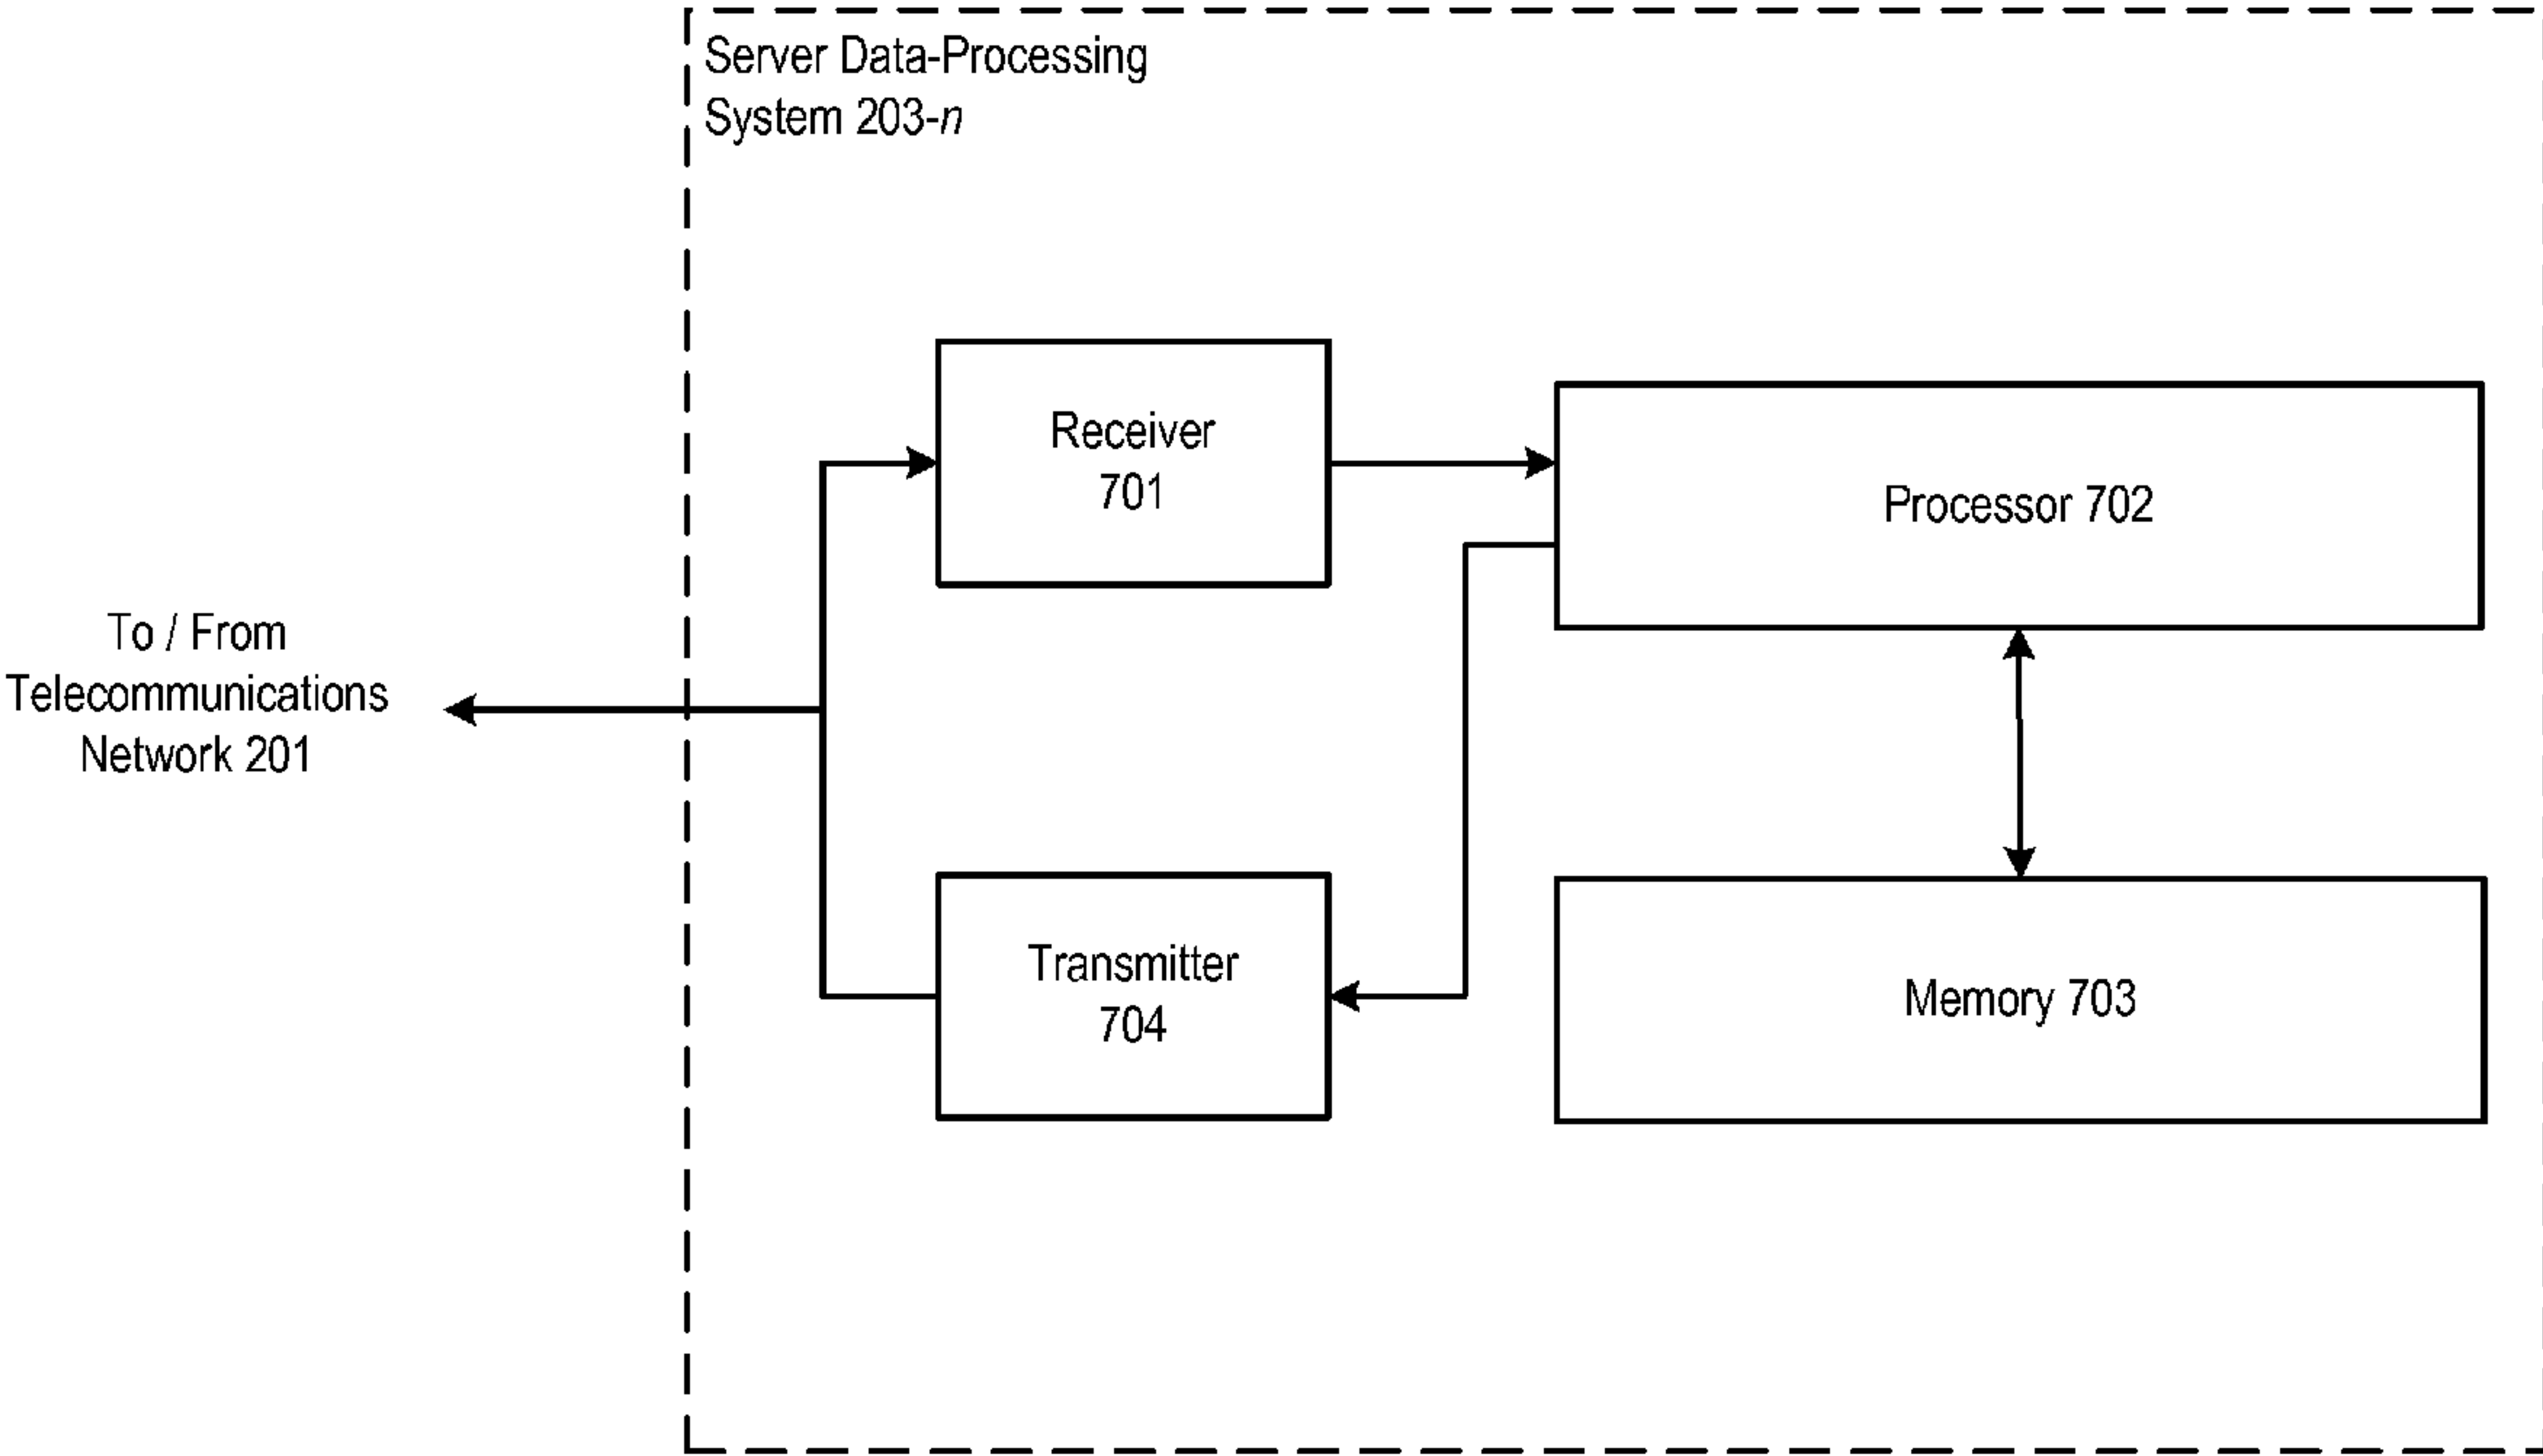 Server Data-Processing
System 203-n
Receiver
701
Processor 702
To / From
Telecommunications
Network 201
Transmitter
704
Memory 703